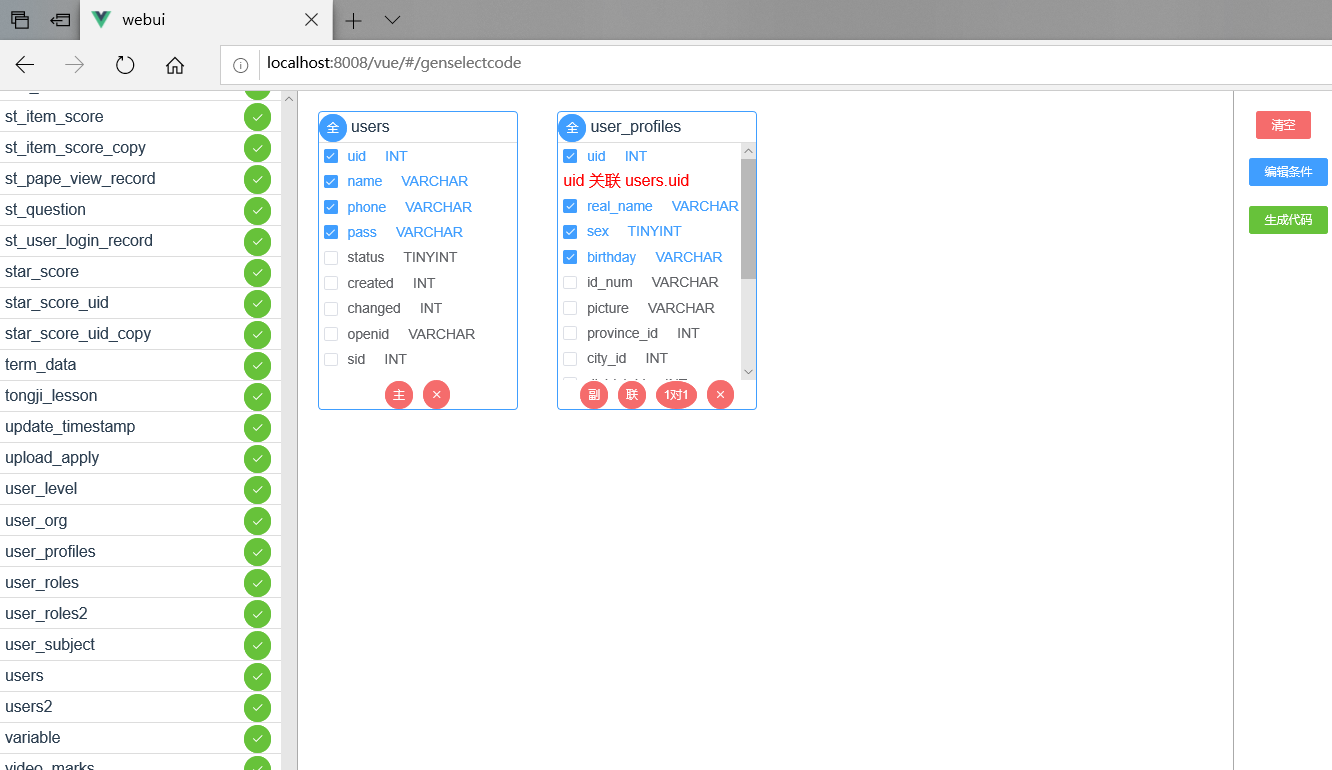 webui
localhost:8008/vue/#/genselectcode
st_item_score
st_item_score_copy
st_pape_view_record
st_question
st_user_login_record
star_score
star_score_uid
star_score_uid_copy
term_data
tongji_lesson
update_timestamp
upload_apply
user_level
user_org
user_profiles
user_roles
user_roles2
user_subject
users
users2
variable
video_marks
全 users
uid INT
name VARCHAR
phone VARCHAR
pass VARCHAR
status TINYINT
created INT
changed INT
openid VARCHAR
sid INT
主 ×
全 user_profiles
uid INT
uid 关联 users.uid
real_name VARCHAR
sex TINYINT
birthday VARCHAR
id_num VARCHAR
picture VARCHAR
province_id INT
city_id INT
副 联 1对1 ×
清空
编辑条件
生成代码